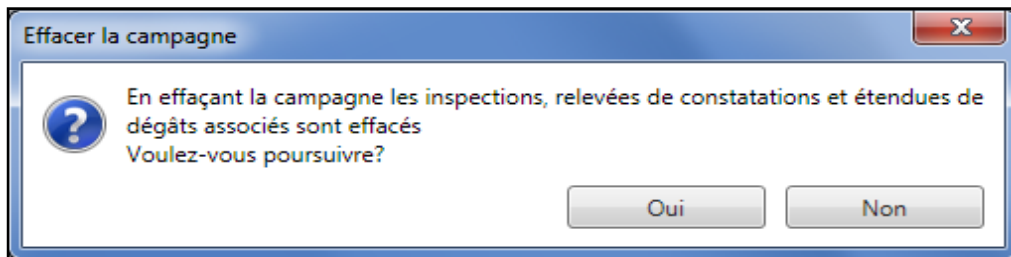 Effacer la campagne
En effaçant la campagne les inspections, relevées de constatations et étendues de
dégâts associés sont effacés
Voulez-vous poursuivre?
Oui
Non